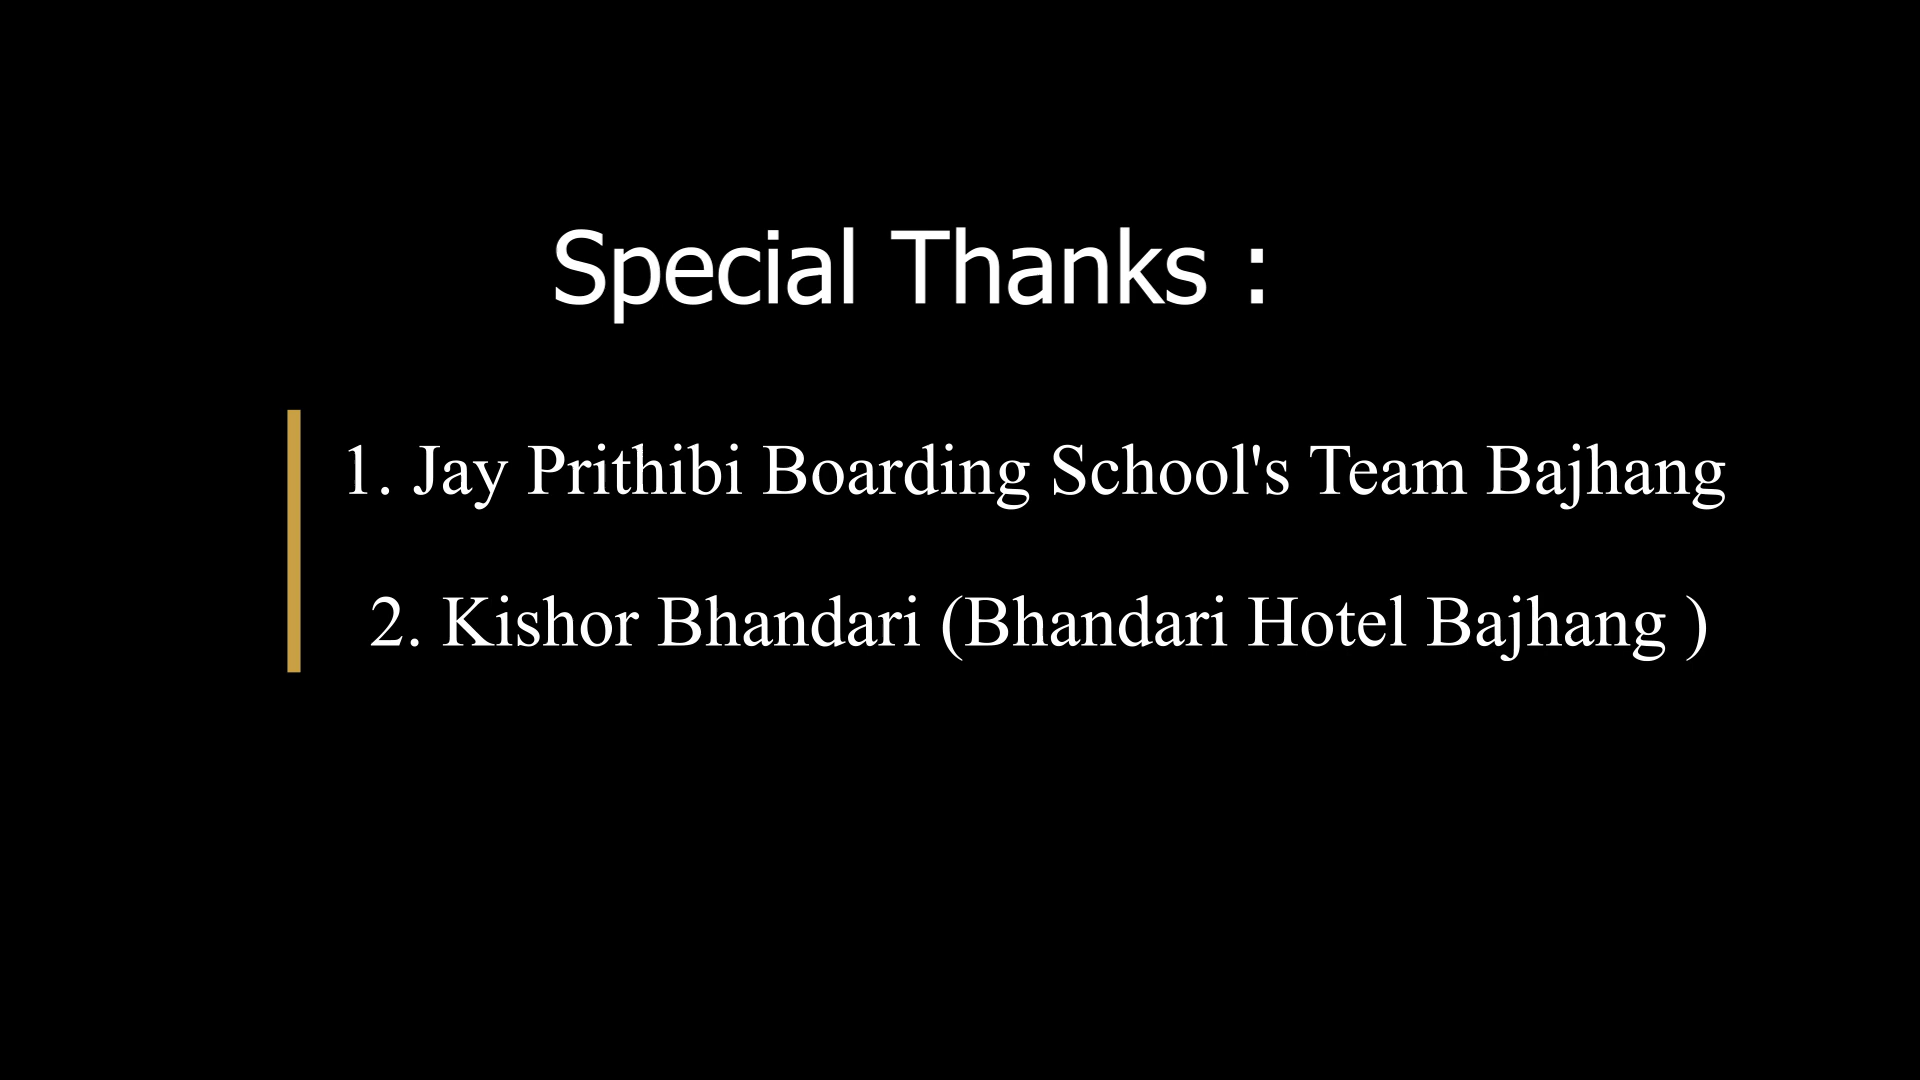 Special Thanks :
1. Jay Prithibi Boarding School's Team Bajhang
2. Kishor Bhandari (Bhandari Hotel Bajhang )